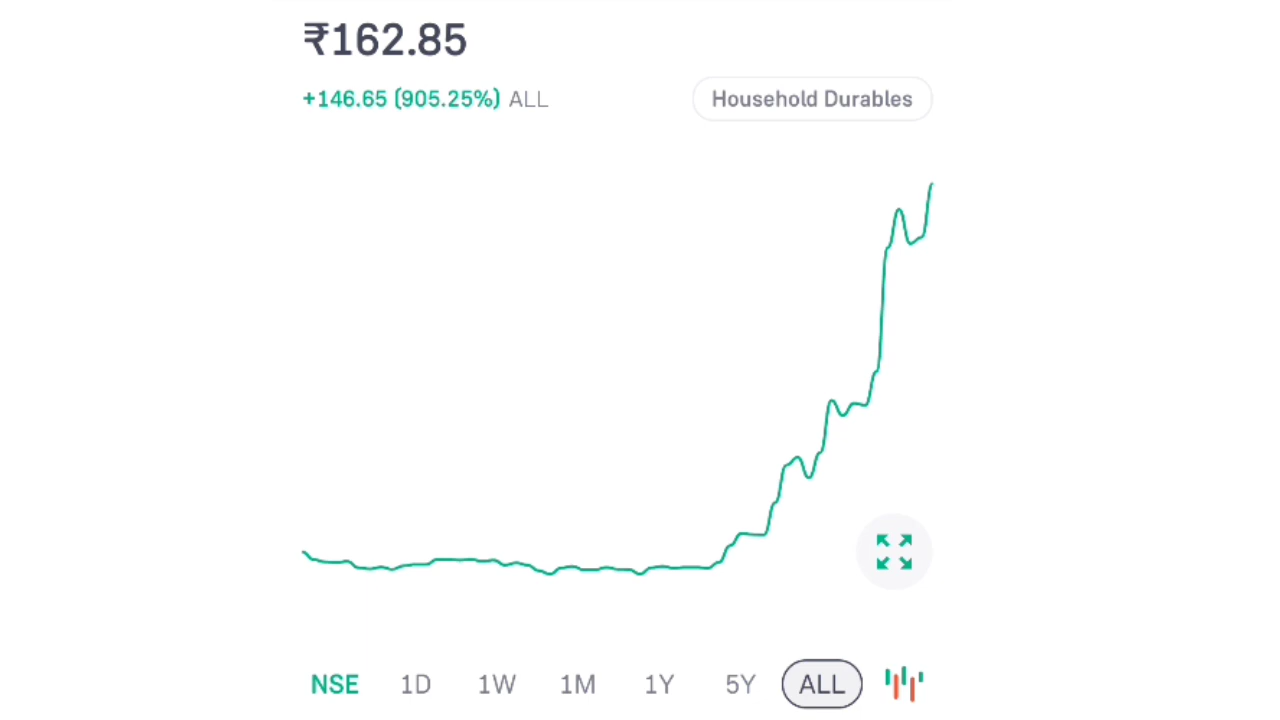 ₹162.85
+146.65 (905.25%) ALL
Household Durables
NSE 1D 1W 1M 1Y 5Y ALL